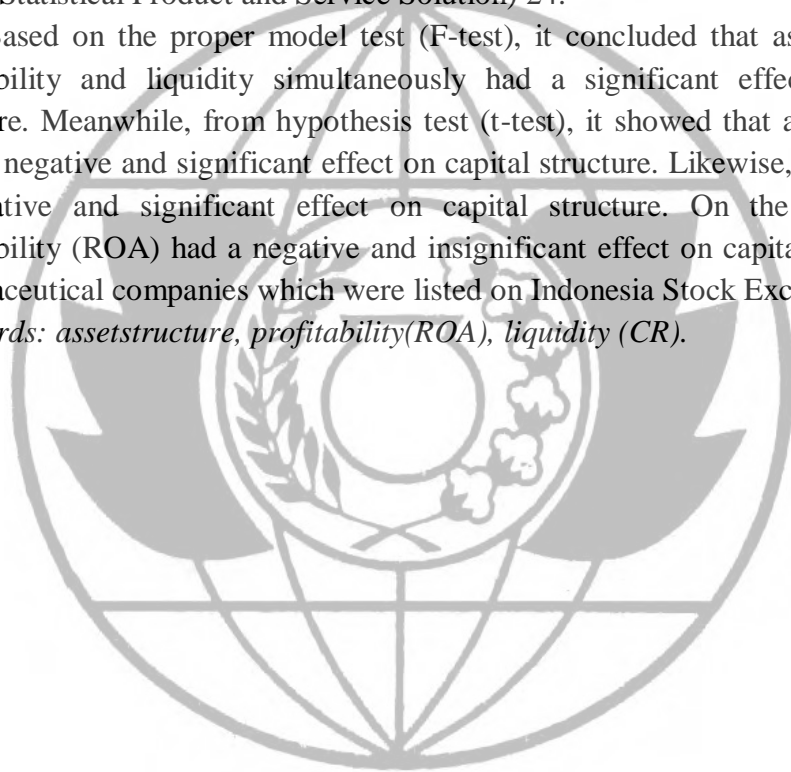 Statistical Product and Service Solution) 24.
Based on the proper model test (F-test), it concluded that as
bility and liquidity simultaneously had a significant effec
re. Meanwhile, from hypothesis test (t-test), it showed that a
negative and significant effect on capital structure. Likewise,
ative and significant effect on capital structure. On the
bility (ROA) had a negative and insignificant effect on capita
aceutical companies which were listed on Indonesia Stock Exc
rds: assetstructure, profitability(ROA), liquidity (CR).